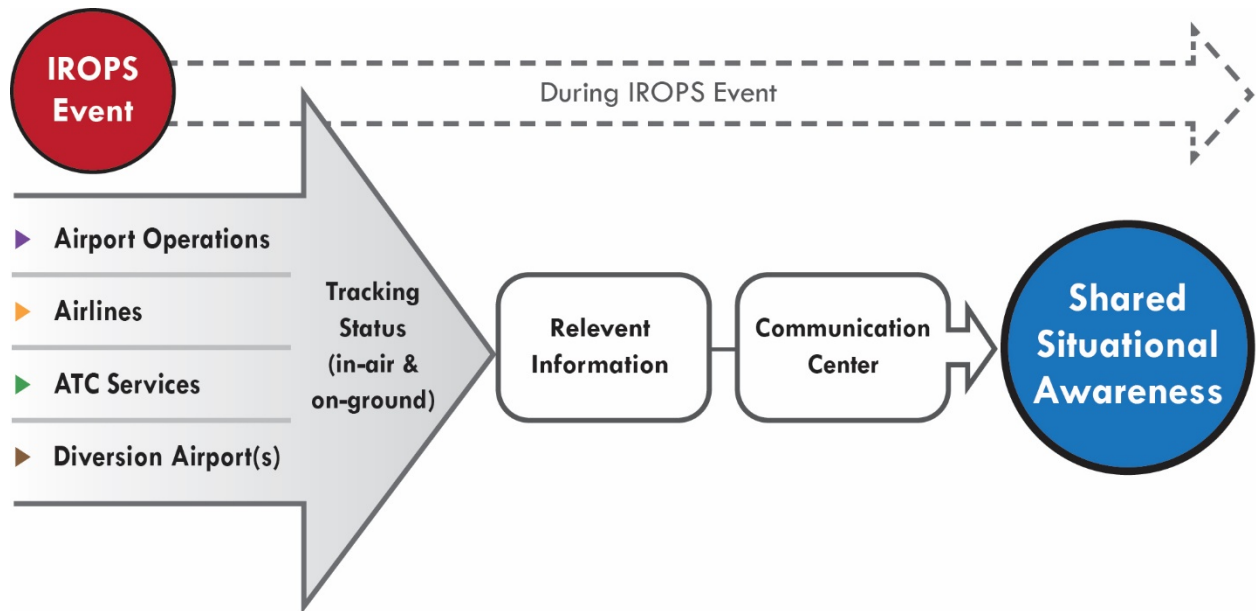 IROPS
Event
During IROPS Event
Airport Operations
Airlines
ATC Services
Diversion Airport(s)
Tracking
Status
(in-air &
on-ground)
Relevent
Information
Communication
Center
Shared
Situational
Awareness